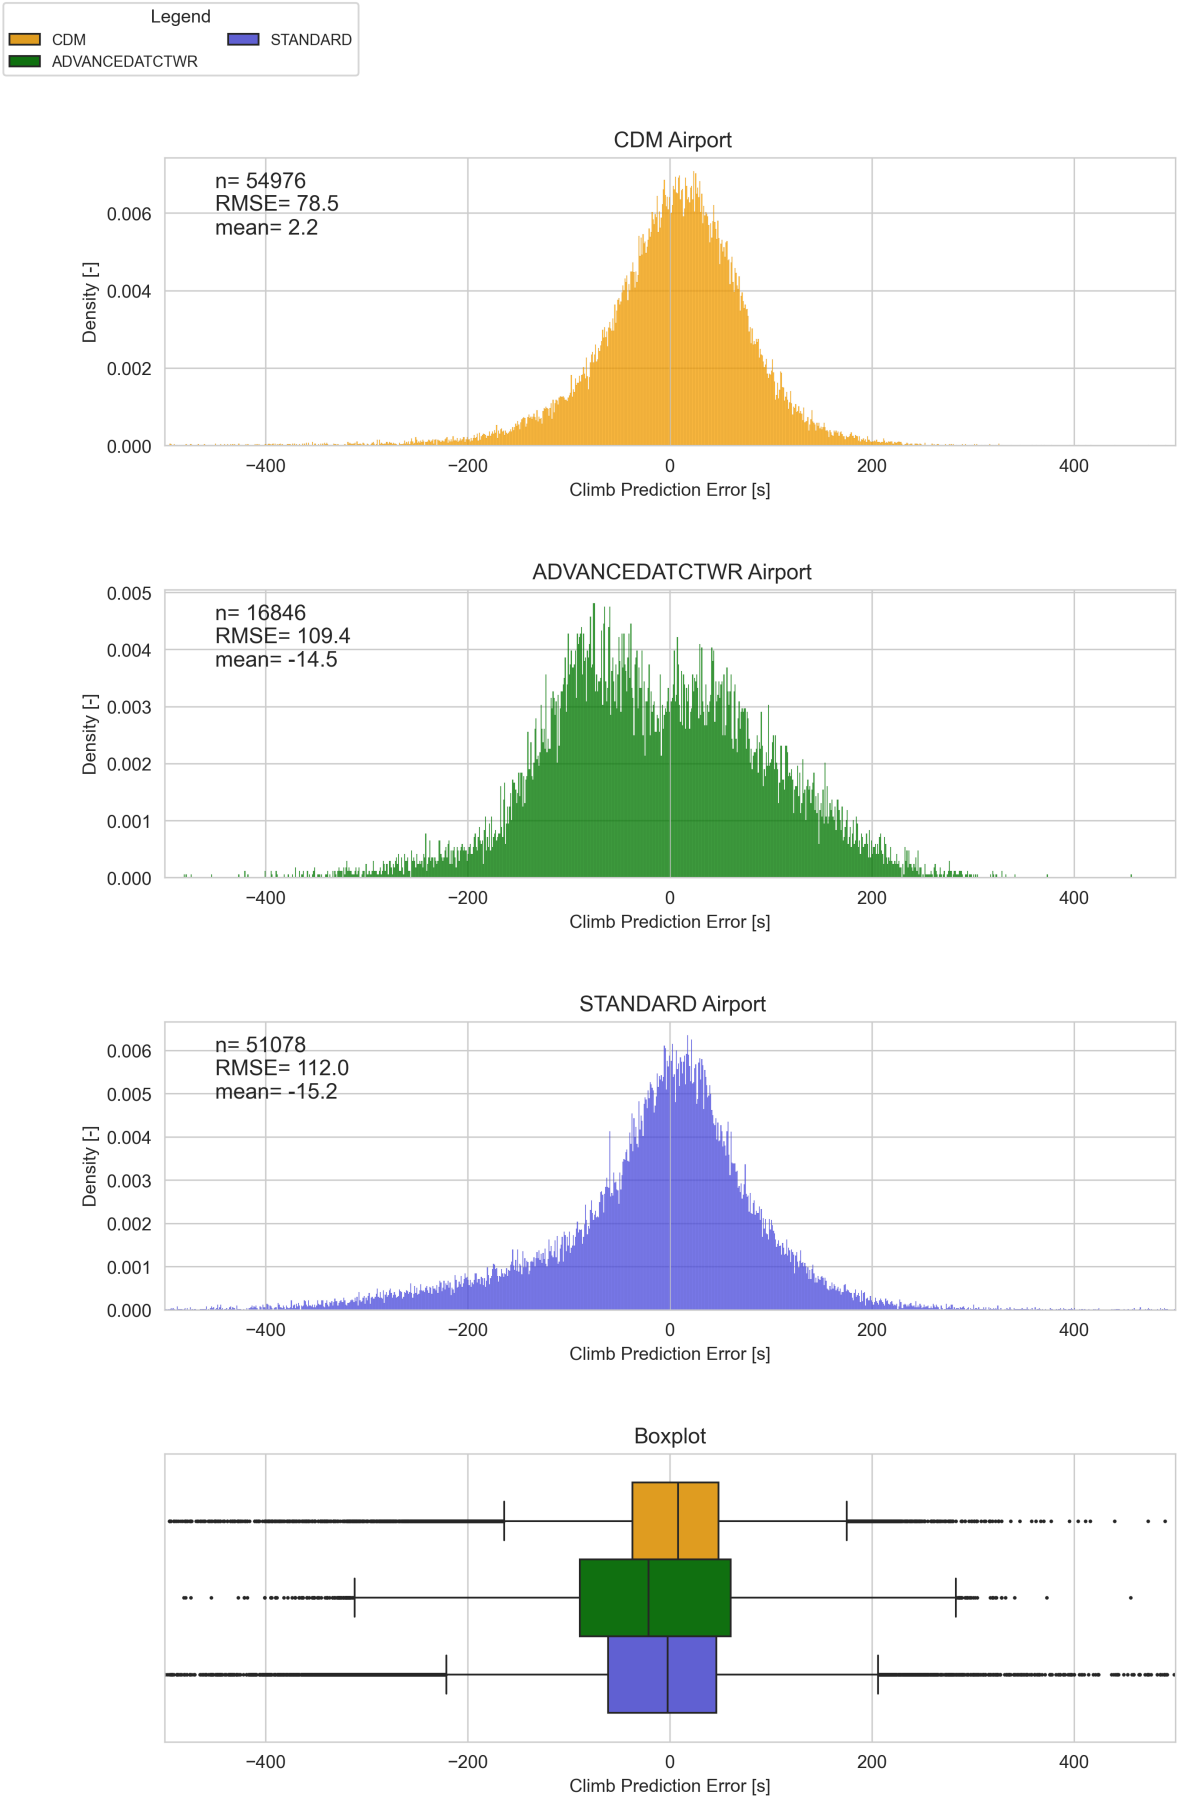 Legend
CDM
STANDARD
ADVANCEDATCTWR
CDM Airport
n= 54976
RMSE= 78.5
mean= 2.2
0.006
0.004
0.002
0.000
Density [-]
−400 −200 0 200 400
Climb Prediction Error [s]
ADVANCEDATCTWR Airport
n= 16846
RMSE= 109.4
mean= -14.5
0.005
0.004
0.003
0.002
0.001
0.000
Density [-]
−400 −200 0 200 400
Climb Prediction Error [s]
STANDARD Airport
n= 51078
RMSE= 112.0
mean= -15.2
0.006
0.005
0.004
0.003
0.002
0.001
0.000
Density [-]
−400 −200 0 200 400
Climb Prediction Error [s]
Boxplot
−400 −200 0 200 400
Climb Prediction Error [s]